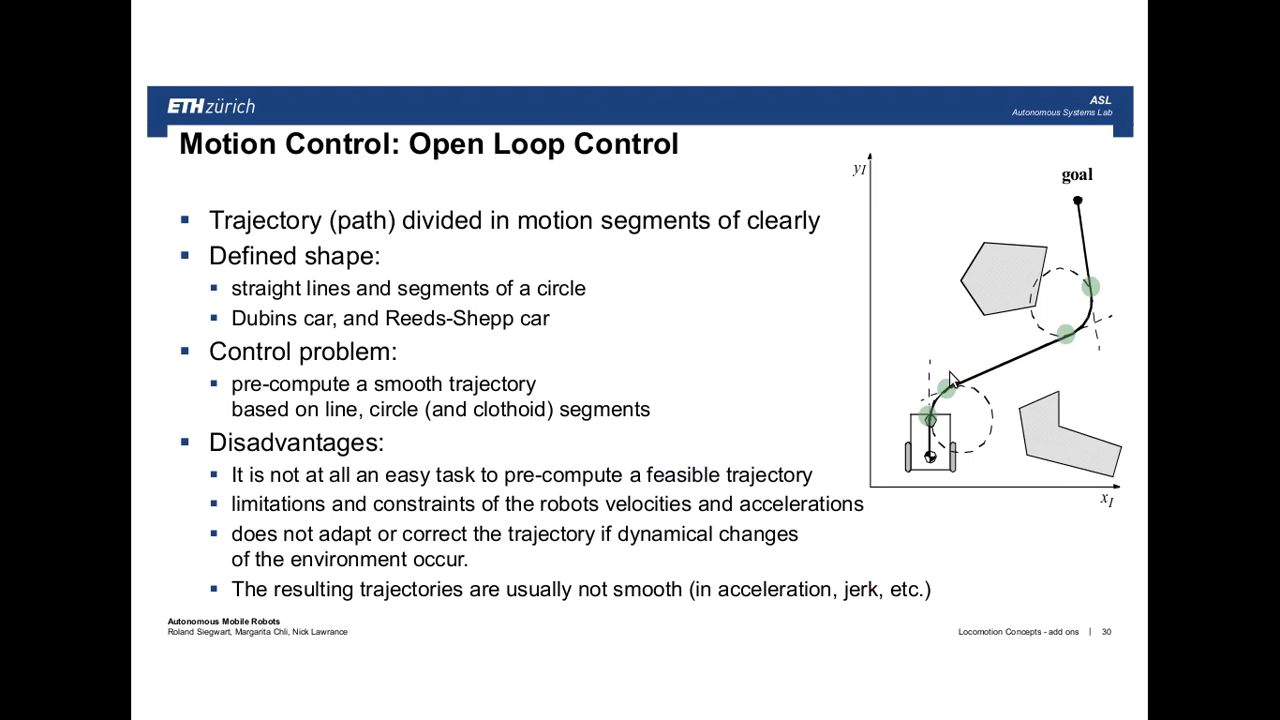 ETHzürich
ASL
Autonomous Systems Lab
Motion Control: Open Loop Control
Trajectory (path) divided in motion segments of clearly
Defined shape:
straight lines and segments of a circle
Dubins car, and Reeds-Shepp car
Control problem:
pre-compute a smooth trajectory
based on line, circle (and clothoid) segments
Disadvantages:
It is not at all an easy task to pre-compute a feasible trajectory
limitations and constraints of the robots velocities and accelerations
does not adapt or correct the trajectory if dynamical changes
of the environment occur.
The resulting trajectories are usually not smooth (in acceleration, jerk, etc.)
yI
goal
xI
Autonomous Mobile Robots
Roland Siegwart, Margarita Chli, Nick Lawrance
Locomotion Concepts - add ons | 30